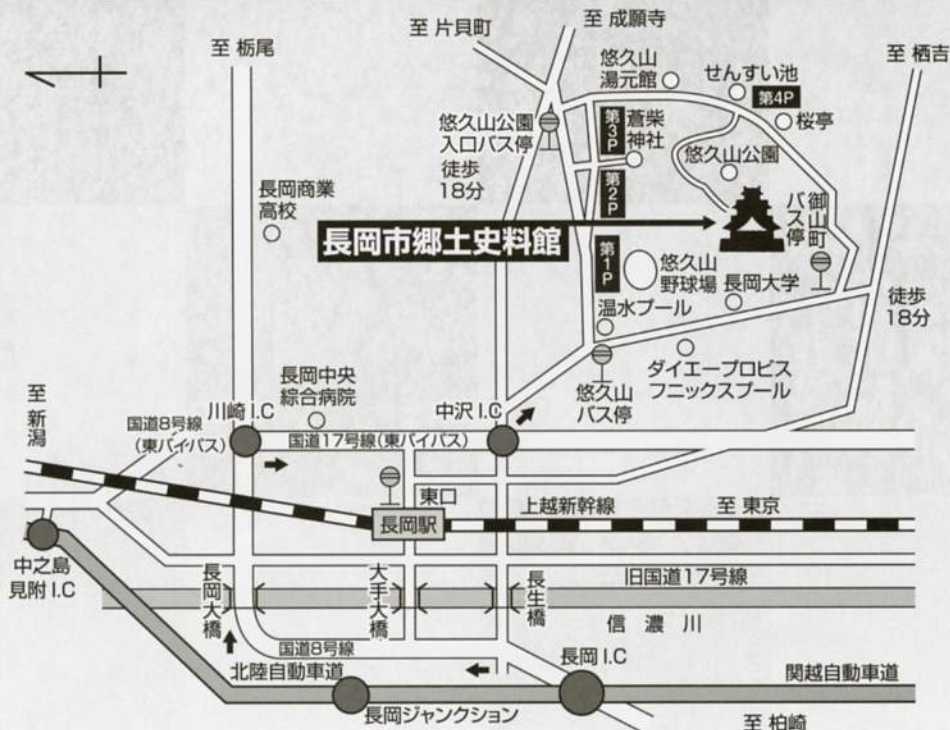 至 成願寺
至 片貝町
至 栃尾
至 栖吉
悠久山
湯元館
せんすい池
第4P
桜亭
悠久山公園
入口バス停
徒歩
18分
第3P
蒼柴
神社
悠久山公園
第2P
御山町
バス停
長岡商業
高校
長岡市郷土史料館
第1P
悠久山
野球場
長岡大学
温水プール
徒歩
18分
ダイエープロビス
フニックスプール
悠久山
バス停
長岡中央
綜合病院
至 新潟
国道8号線
(東バイパス)
川崎 I.C
国道17号線(東バイパス)
中沢 I.C
東口
長岡駅
上越新幹線
至 東京
中之島
見附 I.C
長岡大橋
大手大橋
長生橋
旧国道17号線
信濃川
国道8号線
北陸自動車道
長岡 I.C
関越自動車道
長岡ジャンクション
至 柏崎